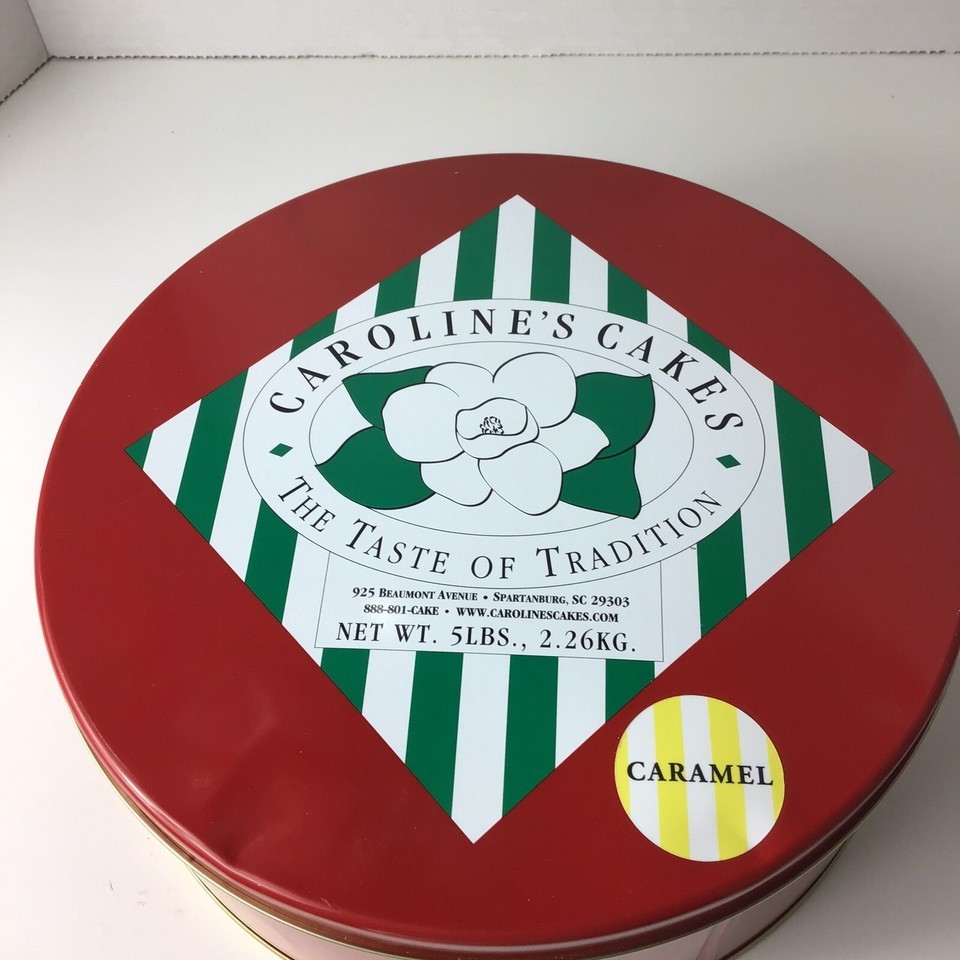 CAROLINE'S CAKES
THE TASTE OF TRADITION
925 BEAUMONT AVENUE • SPARTANBURG, SC 29303
888-801-CAKE • WWW.CAROLINESCAKES.COM
NET WT. 5LBS., 2.26KG.
CARAMEL